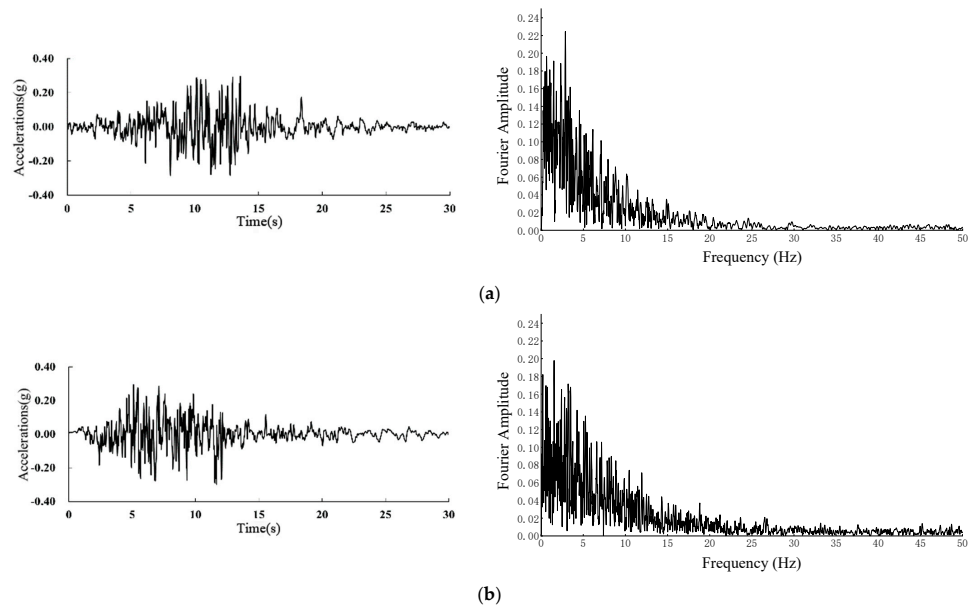 0.40
0.20
0.00
-0.20
-0.40
Accelerations(g)
0 5 10 15 20 25 30
Time(s)
0.24
0.22
0.20
0.18
0.16
0.14
0.12
0.10
0.08
0.06
0.04
0.02
0.00
Fourier Amplitude
0 5 10 15 20 25 30 35 40 45 50
Frequency (Hz)
(a)
0.40
0.20
0.00
-0.20
-0.40
Accelerations(g)
0 5 10 15 20 25 30
Time(s)
0.24
0.22
0.20
0.18
0.16
0.14
0.12
0.10
0.08
0.06
0.04
0.02
0.00
Fourier Amplitude
0 5 10 15 20 25 30 35 40 45 50
Frequency (Hz)
(b)